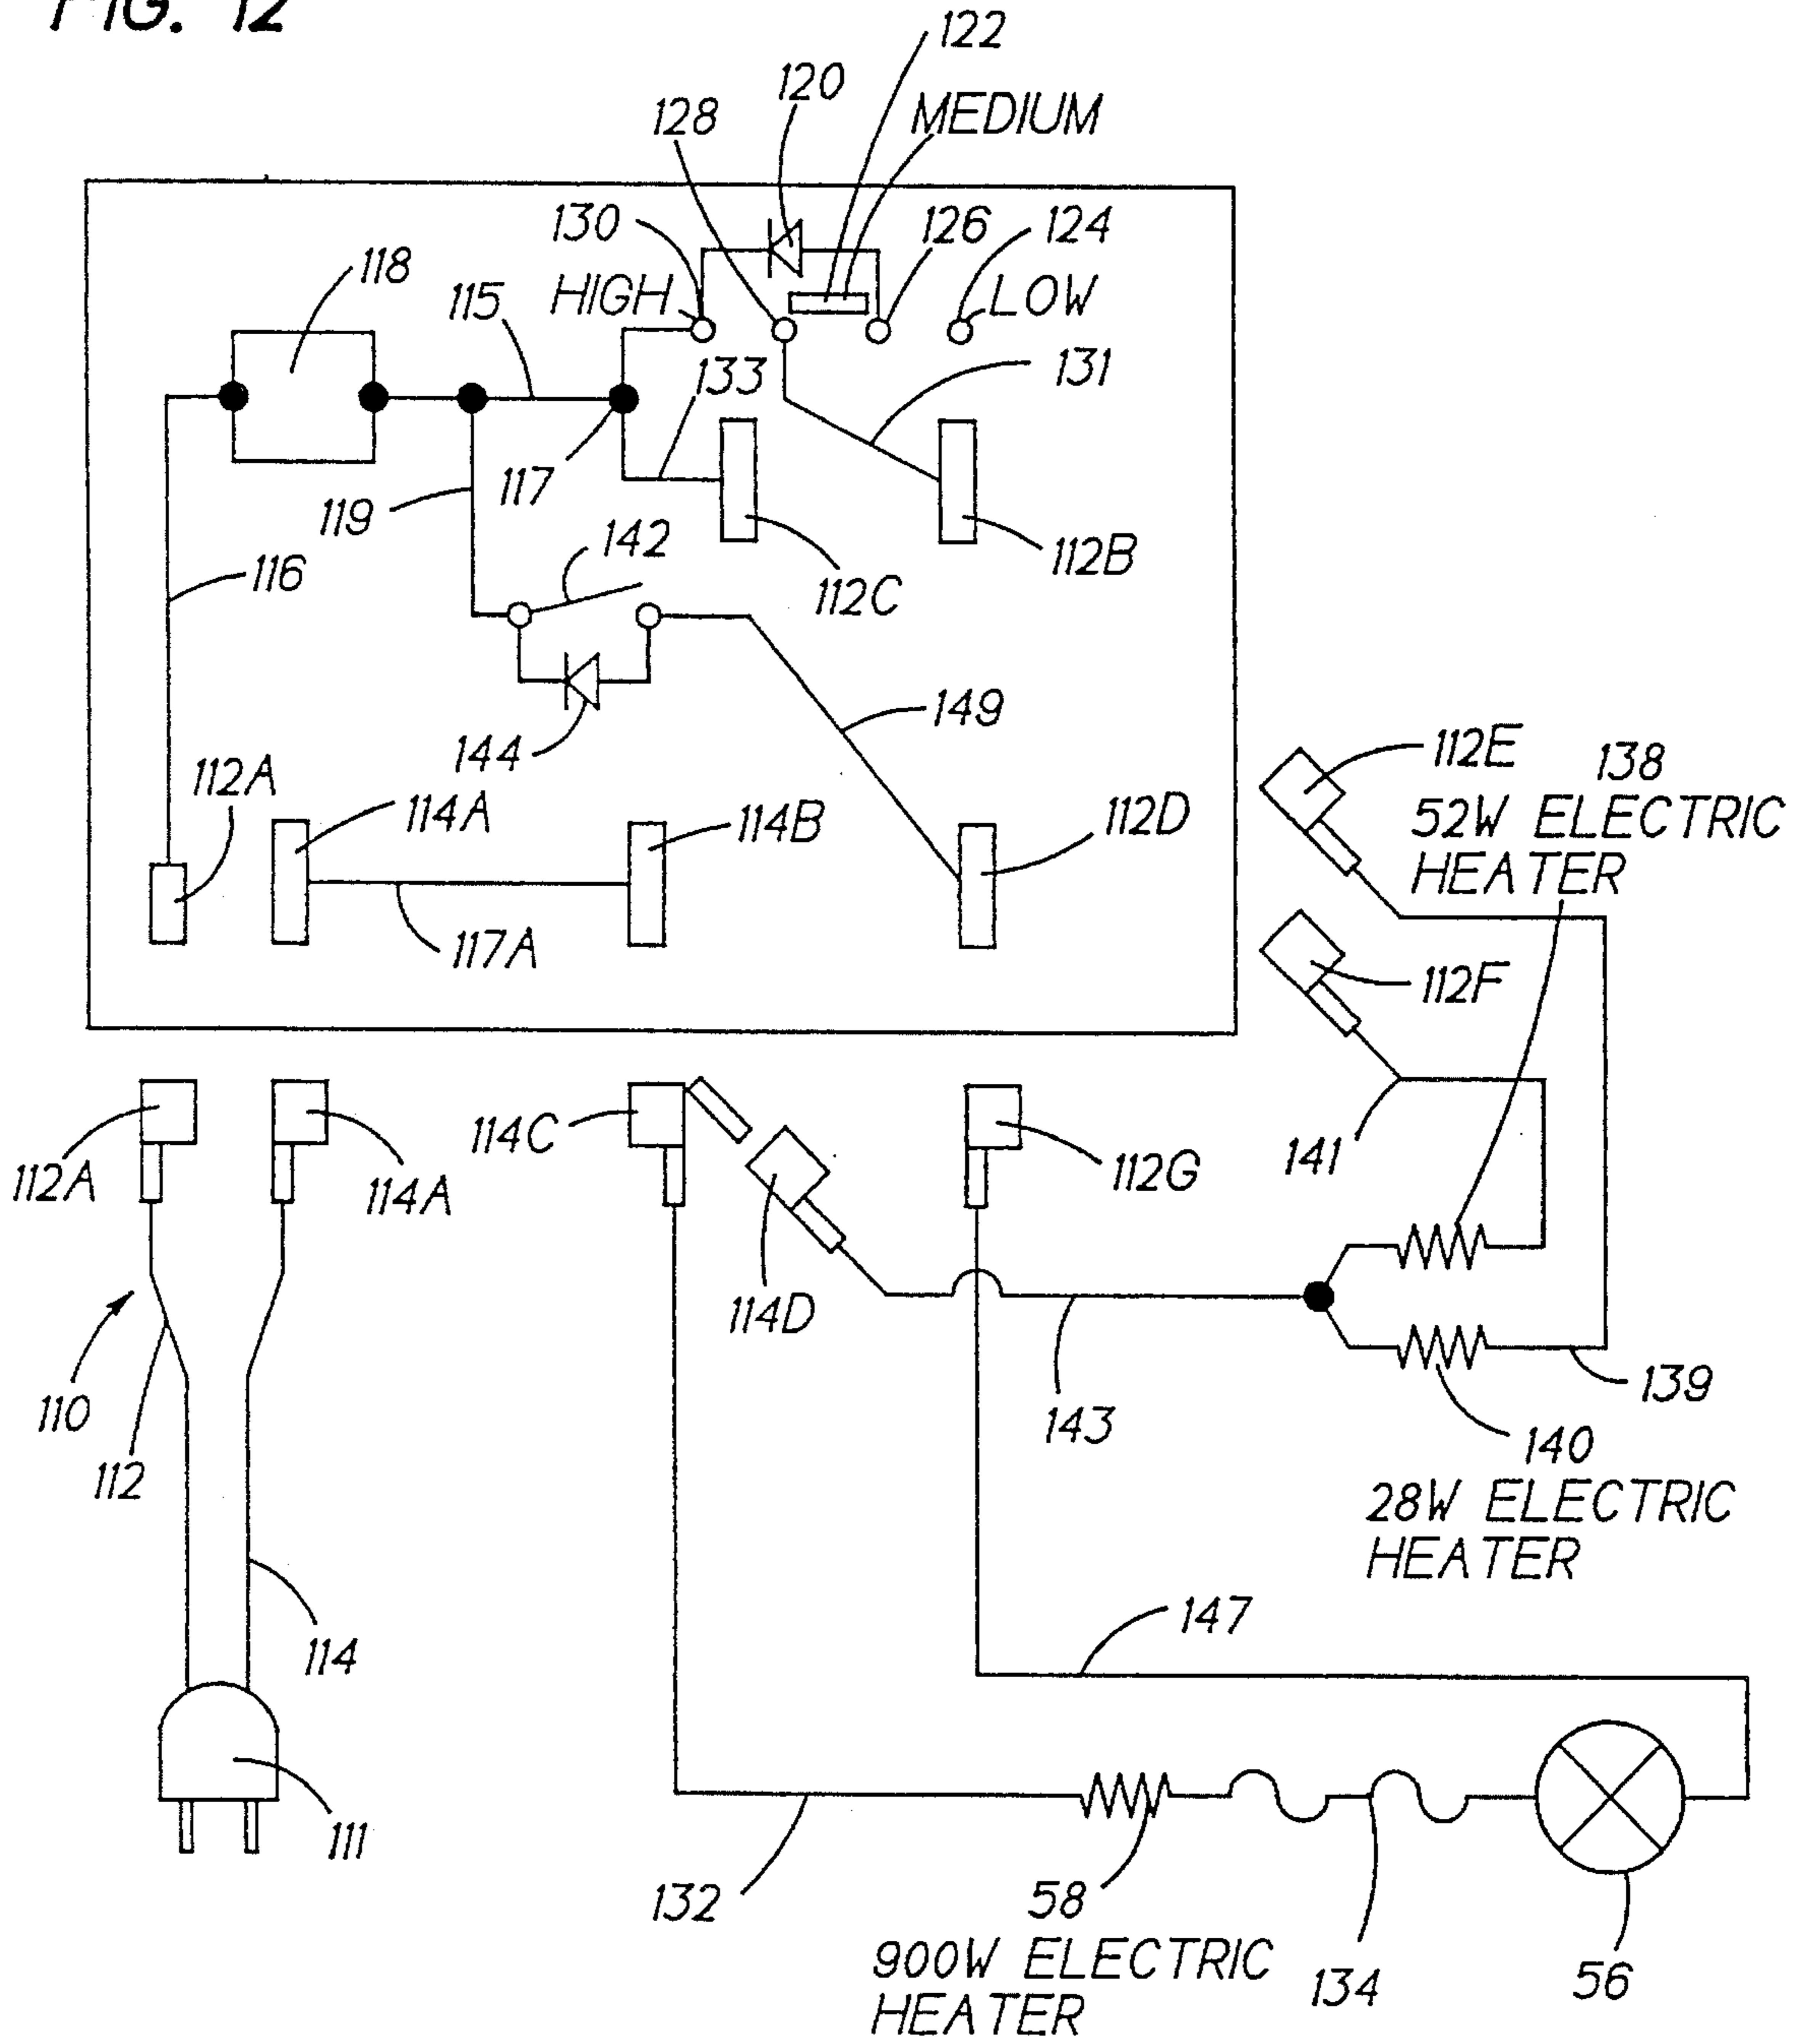 FIG. 12
122
120
MEDIUM
128
130
126
124
118
115
HIGH
LOW
133
131
117
119
142
116
112C
112B
149
144
112E
138
52W ELECTRIC
HEATER
112A
114A
114B
112D
117A
112F
112A
114A
114C
112G
141
114D
110
112
143
139
140
28W ELECTRIC
HEATER
114
147
111
132
58
900W ELECTRIC
HEATER
134
56